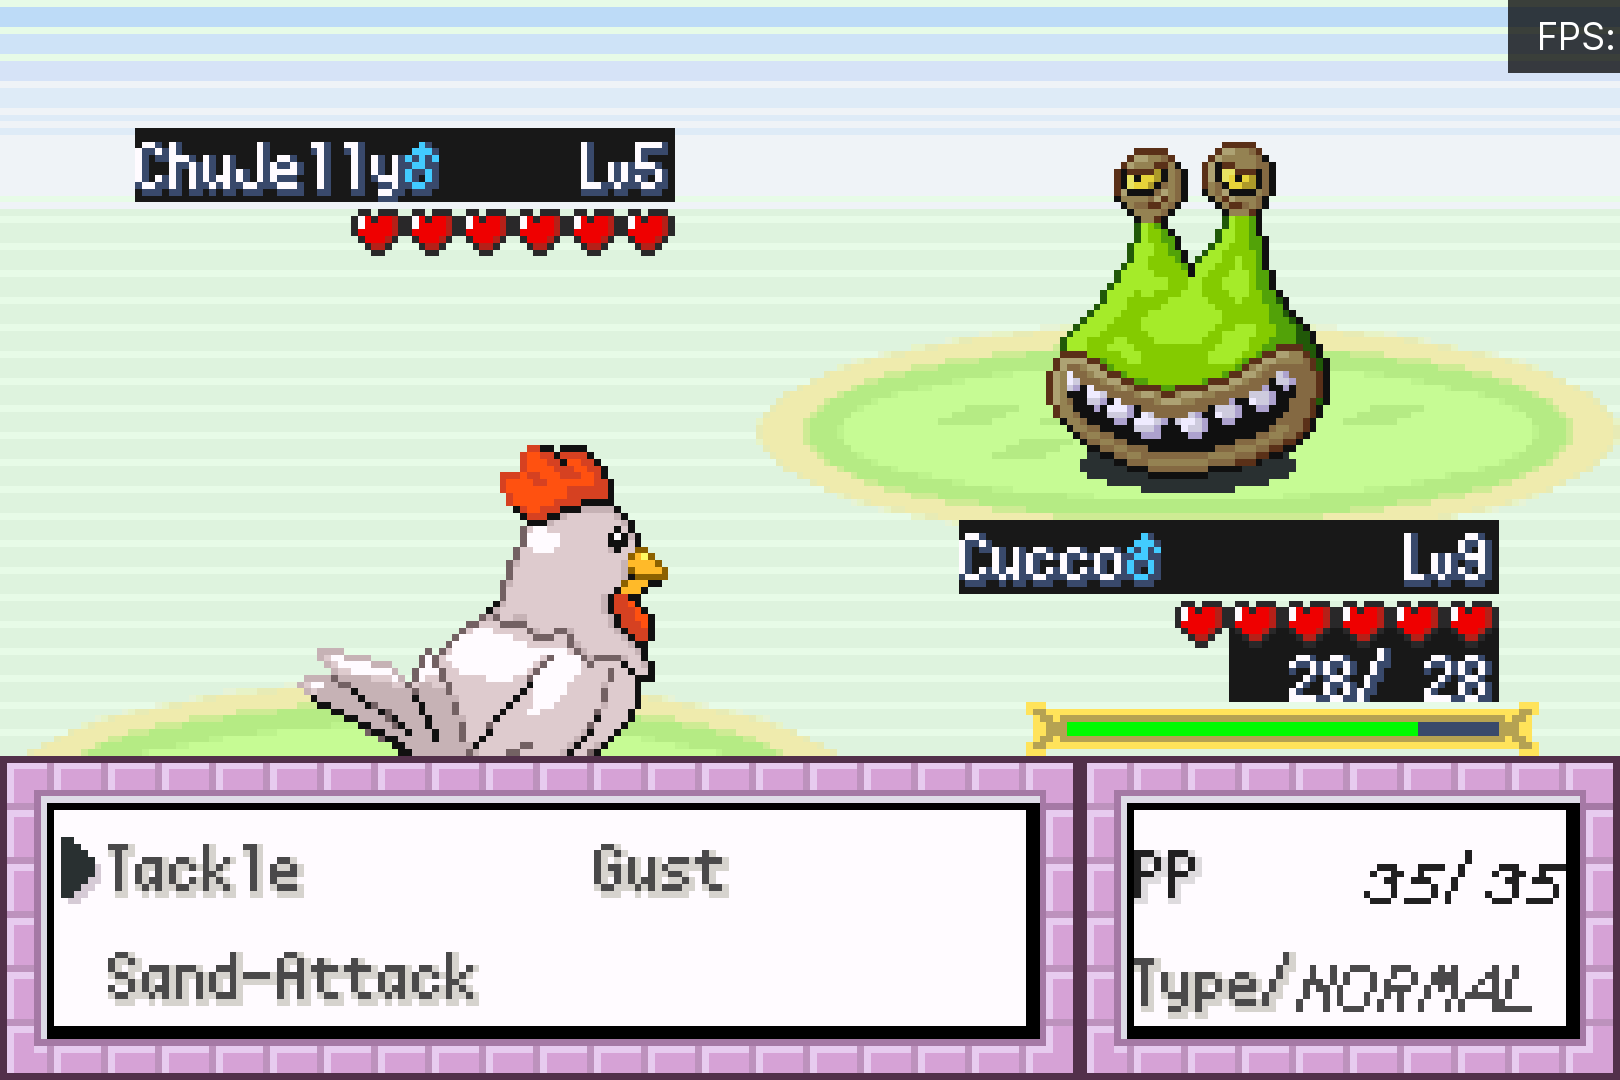 FPS:
ChuJelly♂ Lv5
Cucco♂ Lv9
28/ 28
Tackle Gust
Sand-Attack
PP 35/35
Type/NORMAL